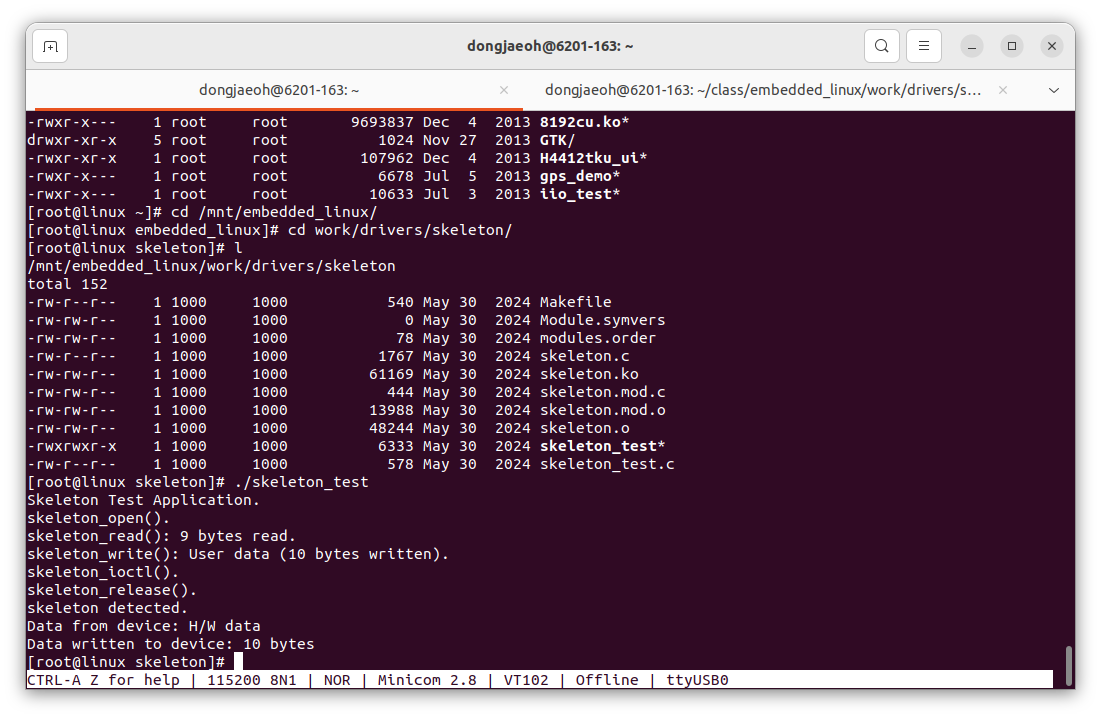 dongjaeoh@6201-163: ~
dongjaeoh@6201-163: ~
dongjaeoh@6201-163: ~/class/embedded_linux/work/drivers/s…
-rwxr-x---    1 root     root       9693837 Dec  4  2013 8192cu.ko*
drwxr-xr-x    5 root     root          1024 Nov 27  2013 GTK/
-rwxr-x---    1 root     root        107962 Dec  4  2013 H4412tku_ui*
-rwxr-x---    1 root     root          6678 Jul  5  2013 gps_demo*
-rwxr-x---    1 root     root         10633 Jul  3  2013 iio_test*
[root@linux ~]# cd /mnt/embedded_linux/
[root@linux embedded_linux]# cd work/drivers/skeleton/
[root@linux skeleton]# l
/mnt/embedded_linux/work/drivers/skeleton
total 152
-rw-r--r--    1 1000     1000           540 May 30  2024 Makefile
-rw-rw-r--    1 1000     1000             0 May 30  2024 Module.symvers
-rw-rw-r--    1 1000     1000            78 May 30  2024 modules.order
-rw-r--r--    1 1000     1000          1767 May 30  2024 skeleton.c
-rw-rw-r--    1 1000     1000         61169 May 30  2024 skeleton.ko
-rw-rw-r--    1 1000     1000           444 May 30  2024 skeleton.mod.c
-rw-rw-r--    1 1000     1000         13988 May 30  2024 skeleton.mod.o
-rw-rw-r--    1 1000     1000         48244 May 30  2024 skeleton.o
-rwxrwxr-x    1 1000     1000          6333 May 30  2024 skeleton_test*
-rw-r--r--    1 1000     1000           578 May 30  2024 skeleton_test.c
[root@linux skeleton]# ./skeleton_test
Skeleton Test Application.
skeleton_open().
skeleton_read(): 9 bytes read.
skeleton_write(): User data (10 bytes written).
skeleton_ioctl().
skeleton_release().
skeleton detected.
Data from device: H/W data
Data written to device: 10 bytes
[root@linux skeleton]#
CTRL-A Z for help | 115200 8N1 | NOR | Minicom 2.8 | VT102 | Offline | ttyUSB0